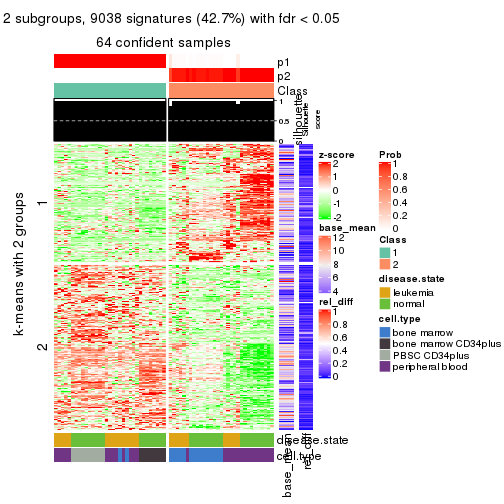 2 subgroups, 9038 signatures (42.7%) with fdr < 0.05
64 confident samples
p1
p2
Class
1
0.5
0
silhouette
Silhouette
score
k-means with 2 groups
1
2
z-score
2
1
0
-1
-2
base_mean
12
10
8
6
4
rel_diff
1
0.8
0.6
0.4
0.2
0
Prob
1
0.8
0.6
0.4
0.2
0
Class
1
2
disease.state
leukemia
normal
cell.type
bone marrow
bone marrow CD34plus
PBSC CD34plus
peripheral blood
disease.state
cell.type
base_mean
rel_diff